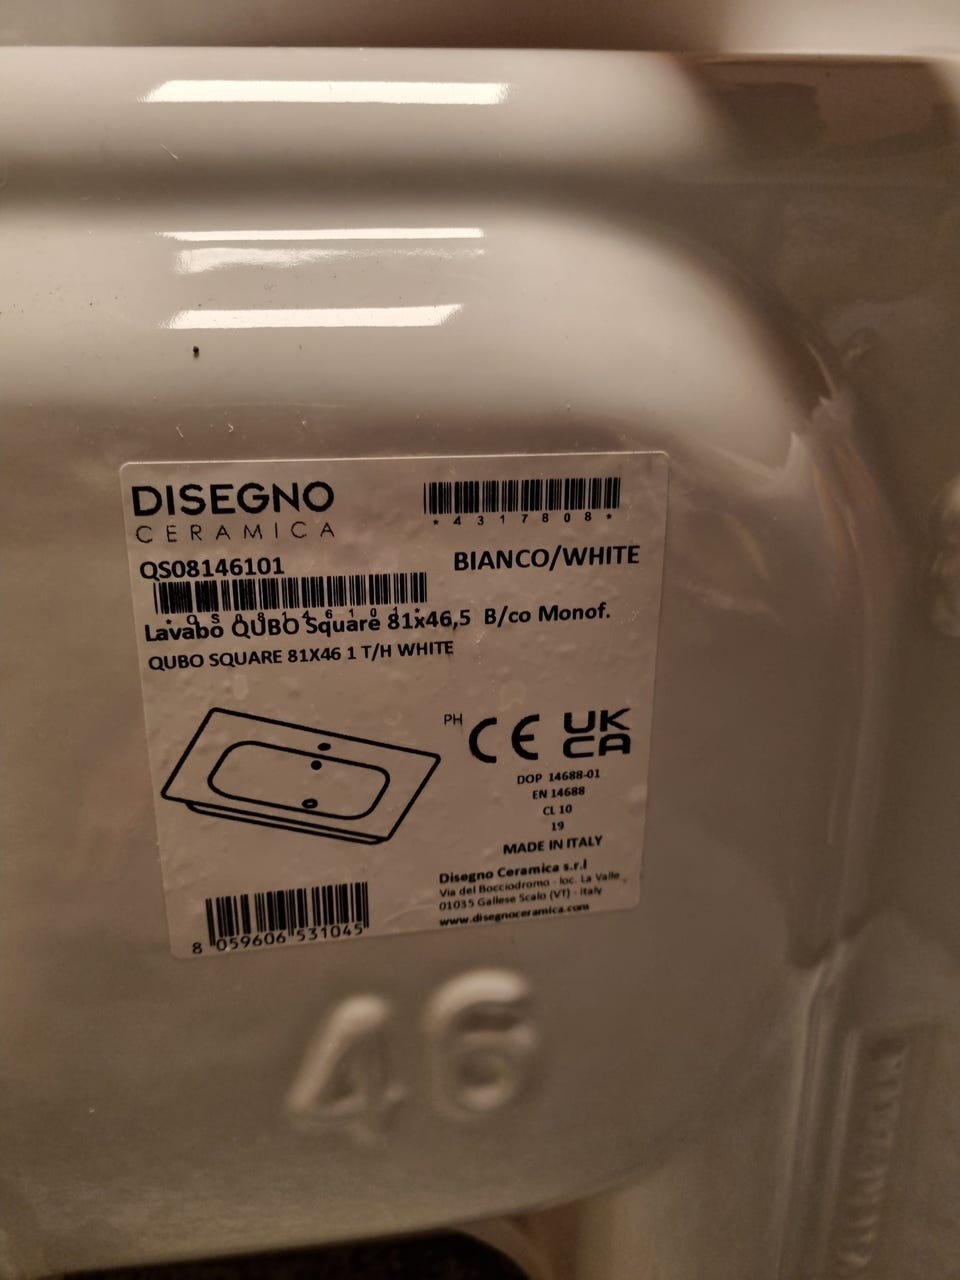 DISEGNO
CERAMICA
*4317808*
QS08146101
BIANCO/WHITE
*QS08146101*
Lavabo QUBO Square 81x46,5 B/co Monof.
QUBO SQUARE 81X46 1 T/H WHITE
PH
CE
UK
CA
DOP 14688-01
EN 14688
CL 10
19
MADE IN ITALY
Disegno Ceramica s.r.l
Via del Bocciodromo - loc. La Valle
01035 Gallese Scalo (VT) - Italy
www.disegnoceramica.com
8 059606 531045
46